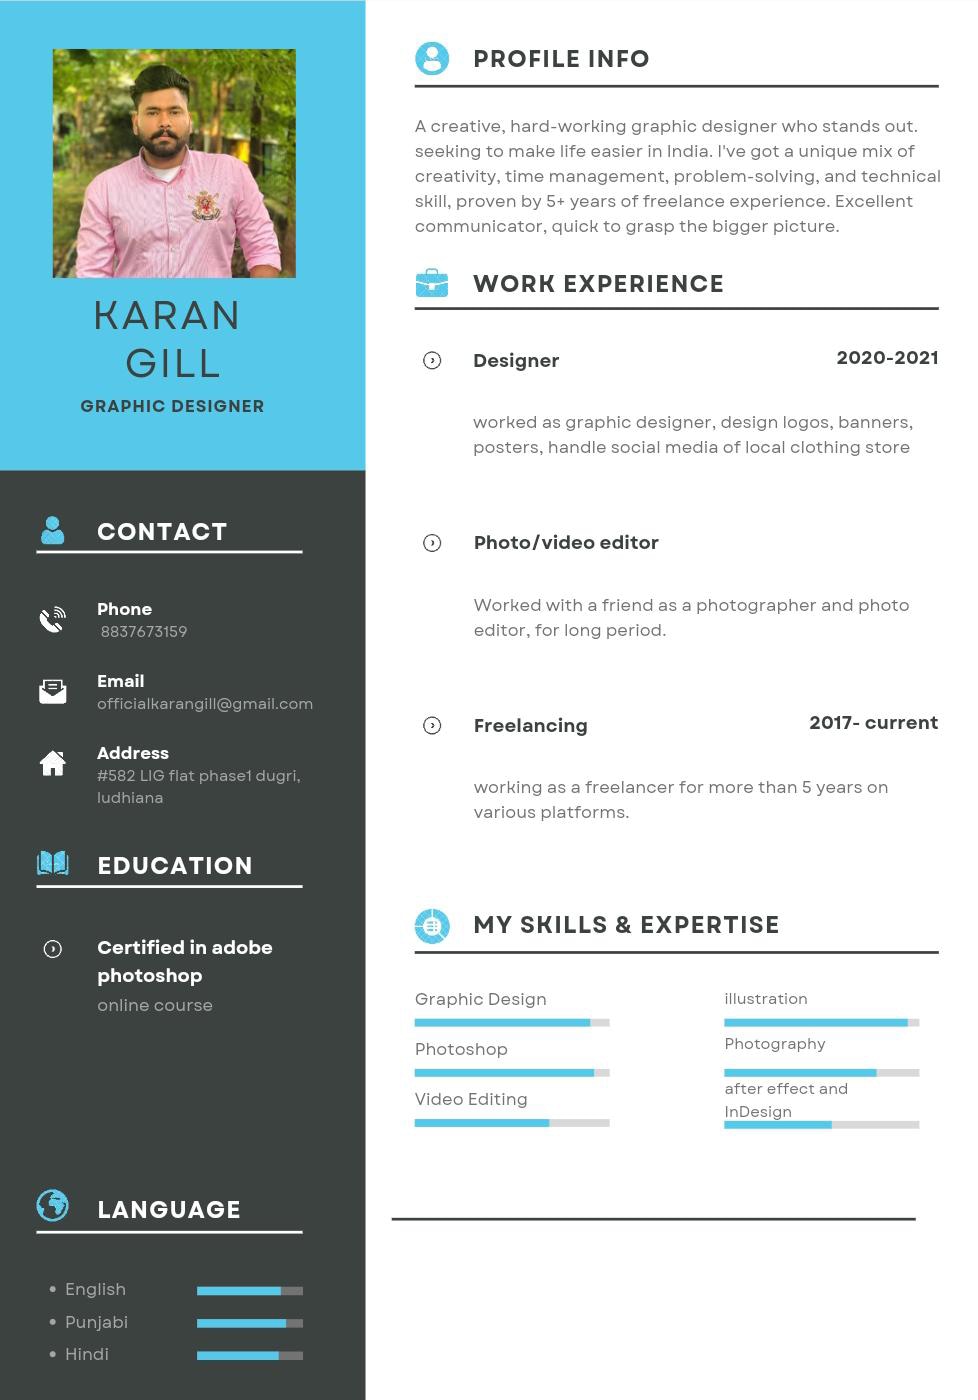 KARAN
GILL
GRAPHIC DESIGNER
CONTACT
Phone
8837673159
Email
officialkarangill@gmail.com
Address
#582 LIG flat phase1 dugri,
ludhiana
EDUCATION
Certified in adobe
photoshop
online course
LANGUAGE
• English
• Punjabi
• Hindi
PROFILE INFO
A creative, hard-working graphic designer who stands out.
seeking to make life easier in India. I've got a unique mix of
creativity, time management, problem-solving, and technical
skill, proven by 5+ years of freelance experience. Excellent
communicator, quick to grasp the bigger picture.
WORK EXPERIENCE
Designer 2020-2021
worked as graphic designer, design logos, banners,
posters, handle social media of local clothing store
Photo/video editor
Worked with a friend as a photographer and photo
editor, for long period.
Freelancing 2017- current
working as a freelancer for more than 5 years on
various platforms.
MY SKILLS & EXPERTISE
Graphic Design
Photoshop
Video Editing
illustration
Photography
after effect and
InDesign